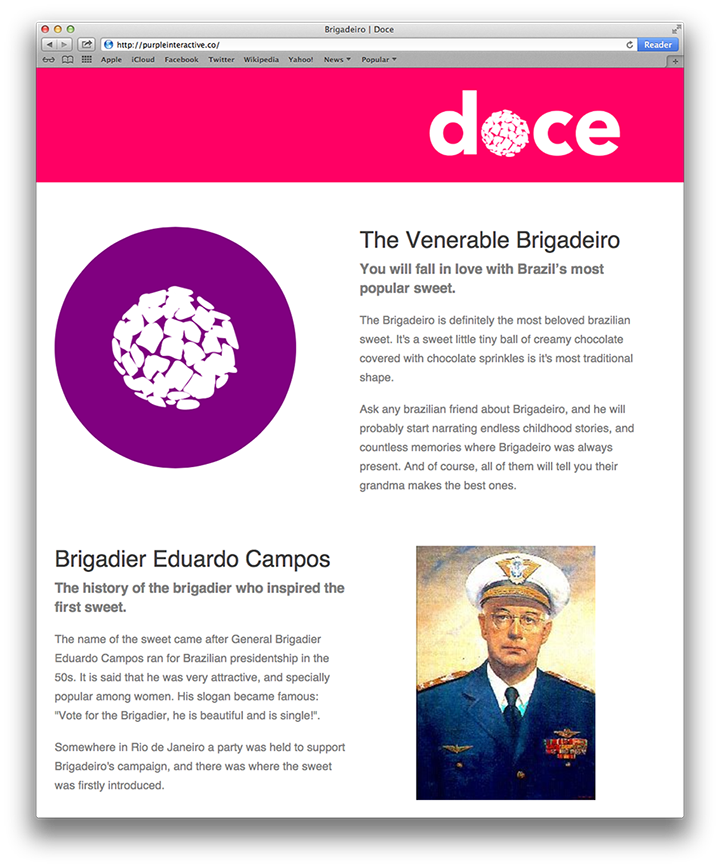 Brigadeiro | Doce
http://purpleinteractive.co/
Reader
Apple iCloud Facebook Twitter Wikipedia Yahoo! News Popular
doce
The Venerable Brigadeiro
You will fall in love with Brazil's most
popular sweet.
The Brigadeiro is definitely the most beloved brazilian
sweet. It's a sweet little tiny ball of creamy chocolate
covered with chocolate sprinkles is it's most traditional
shape.
Ask any brazilian friend about Brigadeiro, and he will
probably start narrating endless childhood stories, and
countless memories where Brigadeiro was always
present. And of course, all of them will tell you their
grandma makes the best ones.
Brigadier Eduardo Campos
The history of the brigadier who inspired the
first sweet.
The name of the sweet came after General Brigadier
Eduardo Campos ran for Brazilian presidentship in the
50s. It is said that he was very attractive, and specially
popular among women. His slogan became famous:
"Vote for the Brigadier, he is beautiful and is single!".
Somewhere in Rio de Janeiro a party was held to support
Brigadeiro's campaign, and there was where the sweet
was firstly introduced.